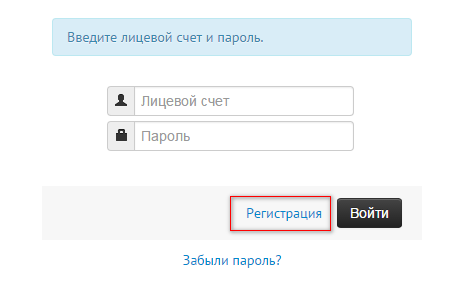 Введите лицевой счет и пароль.
Лицевой счет
Пароль
Регистрация Войти
Забыли пароль?